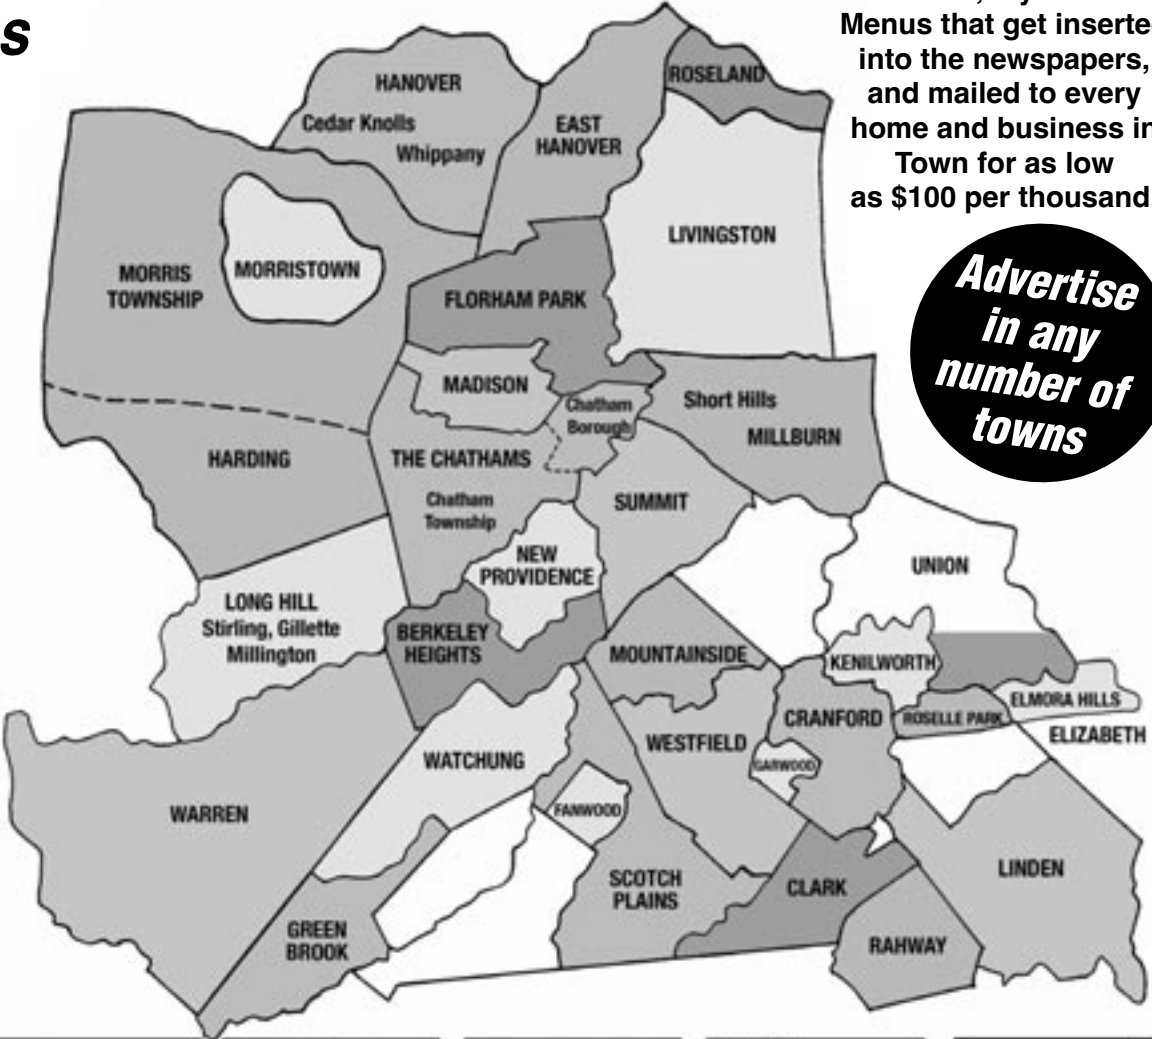 s
Menus that get inserte
into the newspapers,
and mailed to every
home and business in
Town for as low
as $100 per thousand.
Advertise
in any
number of
towns
HANOVER
Cedar Knolls
Whippany
EAST
HANOVER
ROSELAND
LIVINGSTON
MORRIS
TOWNSHIP
MORRISTOWN
FLORHAM PARK
MADISON
Chatham
Borough
Short Hills
MILLBURN
HARDING
THE CHATHAMS
Chatham
Township
SUMMIT
NEW
PROVIDENCE
UNION
LONG HILL
Stirling, Gillette
Millington
BERKELEY
HEIGHTS
MOUNTAINSIDE
KENILWORTH
ELMORA HILLS
ROSELLE PARK
ELIZABETH
CRANFORD
WESTFIELD
GARWOOD
WATCHUNG
FANWOOD
WARREN
SCOTCH
PLAINS
CLARK
LINDEN
GREEN
BROOK
RAHWAY